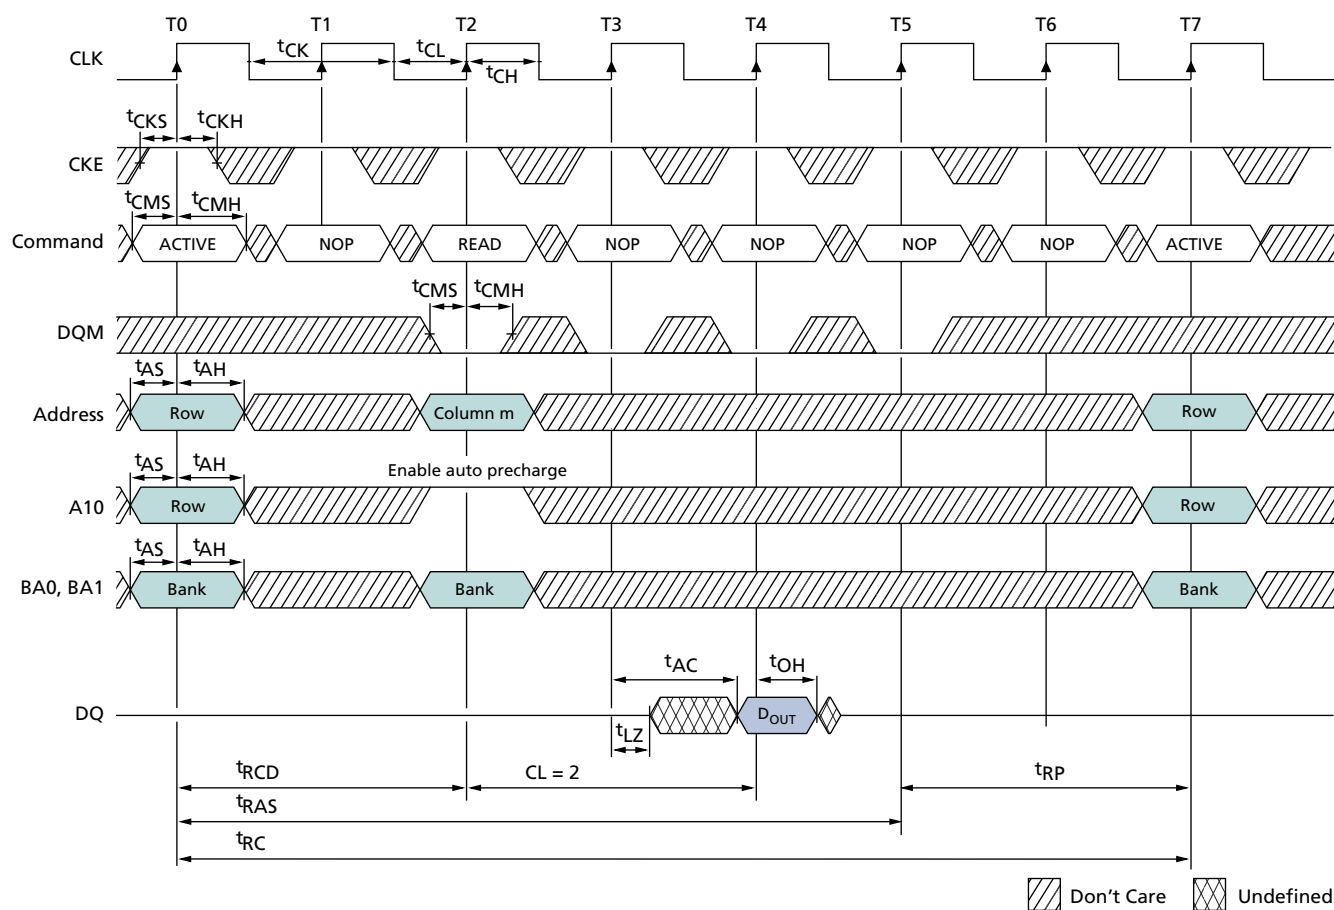 T0 T1 T2 T3 T4 T5 T6 T7
CLK
tCK tCL
tCH
tCKS tCKH
CKE
tCMS tCMH
Command ACTIVE NOP READ NOP NOP NOP NOP ACTIVE
tCMS tCMH
DQM
tAS tAH
Address Row Column m Row
tAS tAH Enable auto precharge
A10 Row Row
tAS tAH
BA0, BA1 Bank Bank Bank
tAC tOH
DQ DOUT
tLZ
tRCD CL = 2 tRP
tRAS
tRC
Don't Care Undefined